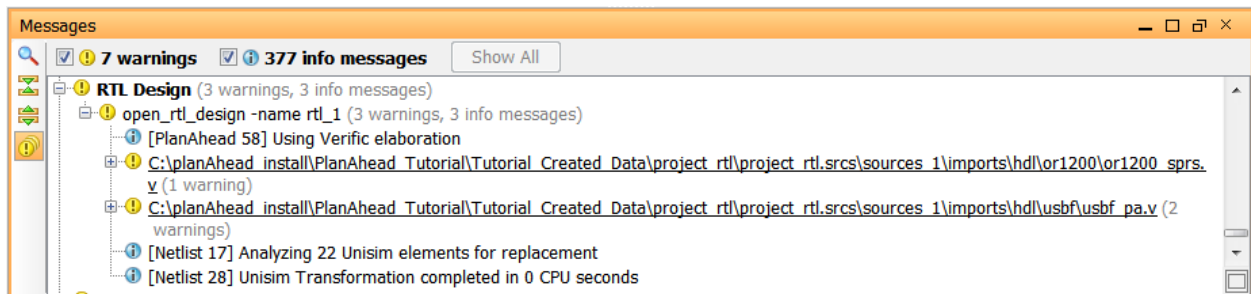 Messages
7 warnings 377 info messages Show All
RTL Design (3 warnings, 3 info messages)
open_rtl_design -name rtl_1 (3 warnings, 3 info messages)
[PlanAhead 58] Using Verific elaboration
C:\planAhead_install\PlanAhead_Tutorial\Tutorial_Created_Data\project_rtl\project_rtl.srcs\sources_1\imports\hdl\or1200\or1200_sprs.
v (1 warning)
C:\planAhead_install\PlanAhead_Tutorial\Tutorial_Created_Data\project_rtl\project_rtl.srcs\sources_1\imports\hdl\usbf\usbf_pa.v (2
warnings)
[Netlist 17] Analyzing 22 Unisim elements for replacement
[Netlist 28] Unisim Transformation completed in 0 CPU seconds